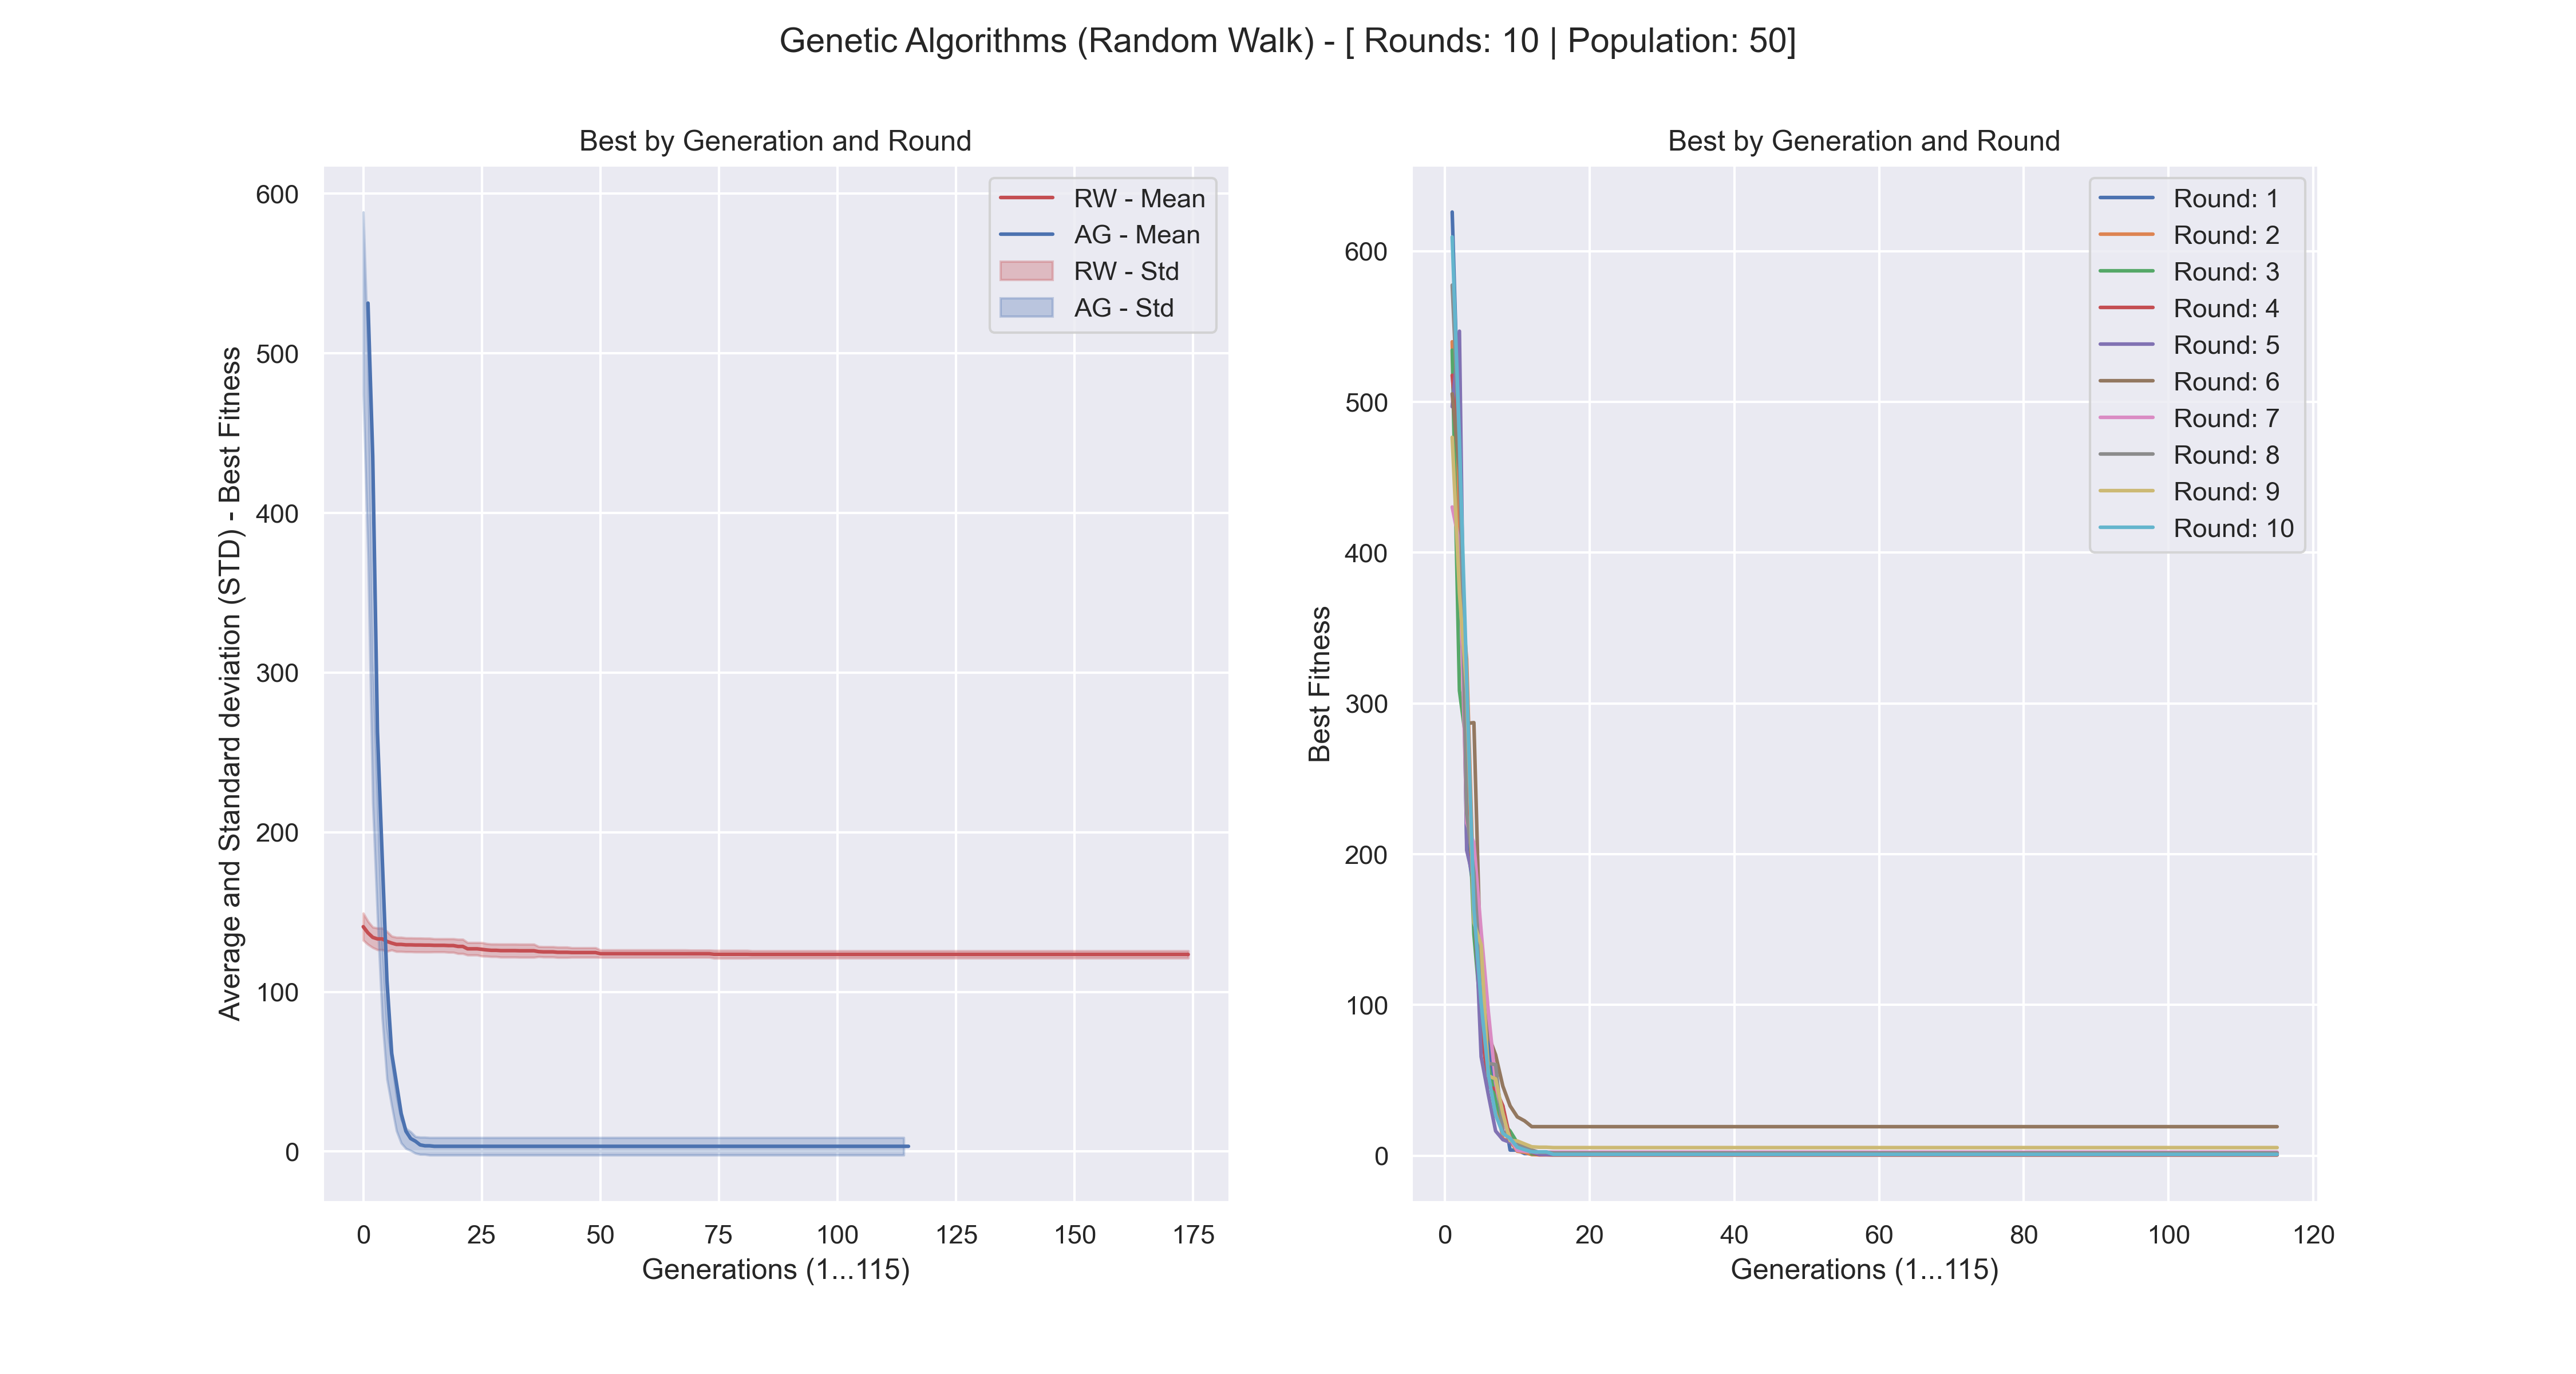 Genetic Algorithms (Random Walk) - [ Rounds: 10 | Population: 50]
Best by Generation and Round
Average and Standard deviation (STD) - Best Fitness
600
500
400
300
200
100
0
0 25 50 75 100 125 150 175
Generations (1...115)
RW - Mean
AG - Mean
RW - Std
AG - Std
Best by Generation and Round
Best Fitness
600
500
400
300
200
100
0
0 20 40 60 80 100 120
Generations (1...115)
Round: 1
Round: 2
Round: 3
Round: 4
Round: 5
Round: 6
Round: 7
Round: 8
Round: 9
Round: 10